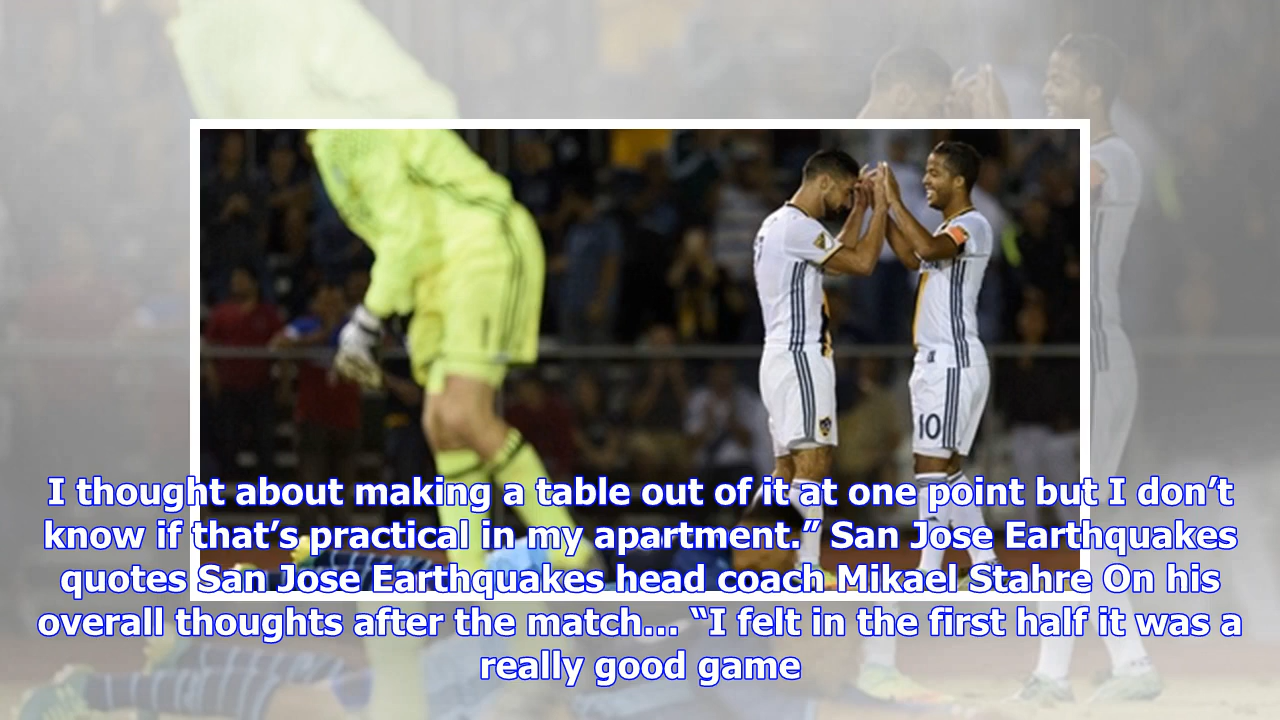 I thought about making a table out of it at one point but I don’t
know if that’s practical in my apartment.” San Jose Earthquakes
quotes San Jose Earthquakes head coach Mikael Stahre On his
overall thoughts after the match… “I felt in the first half it was a
really good game
10